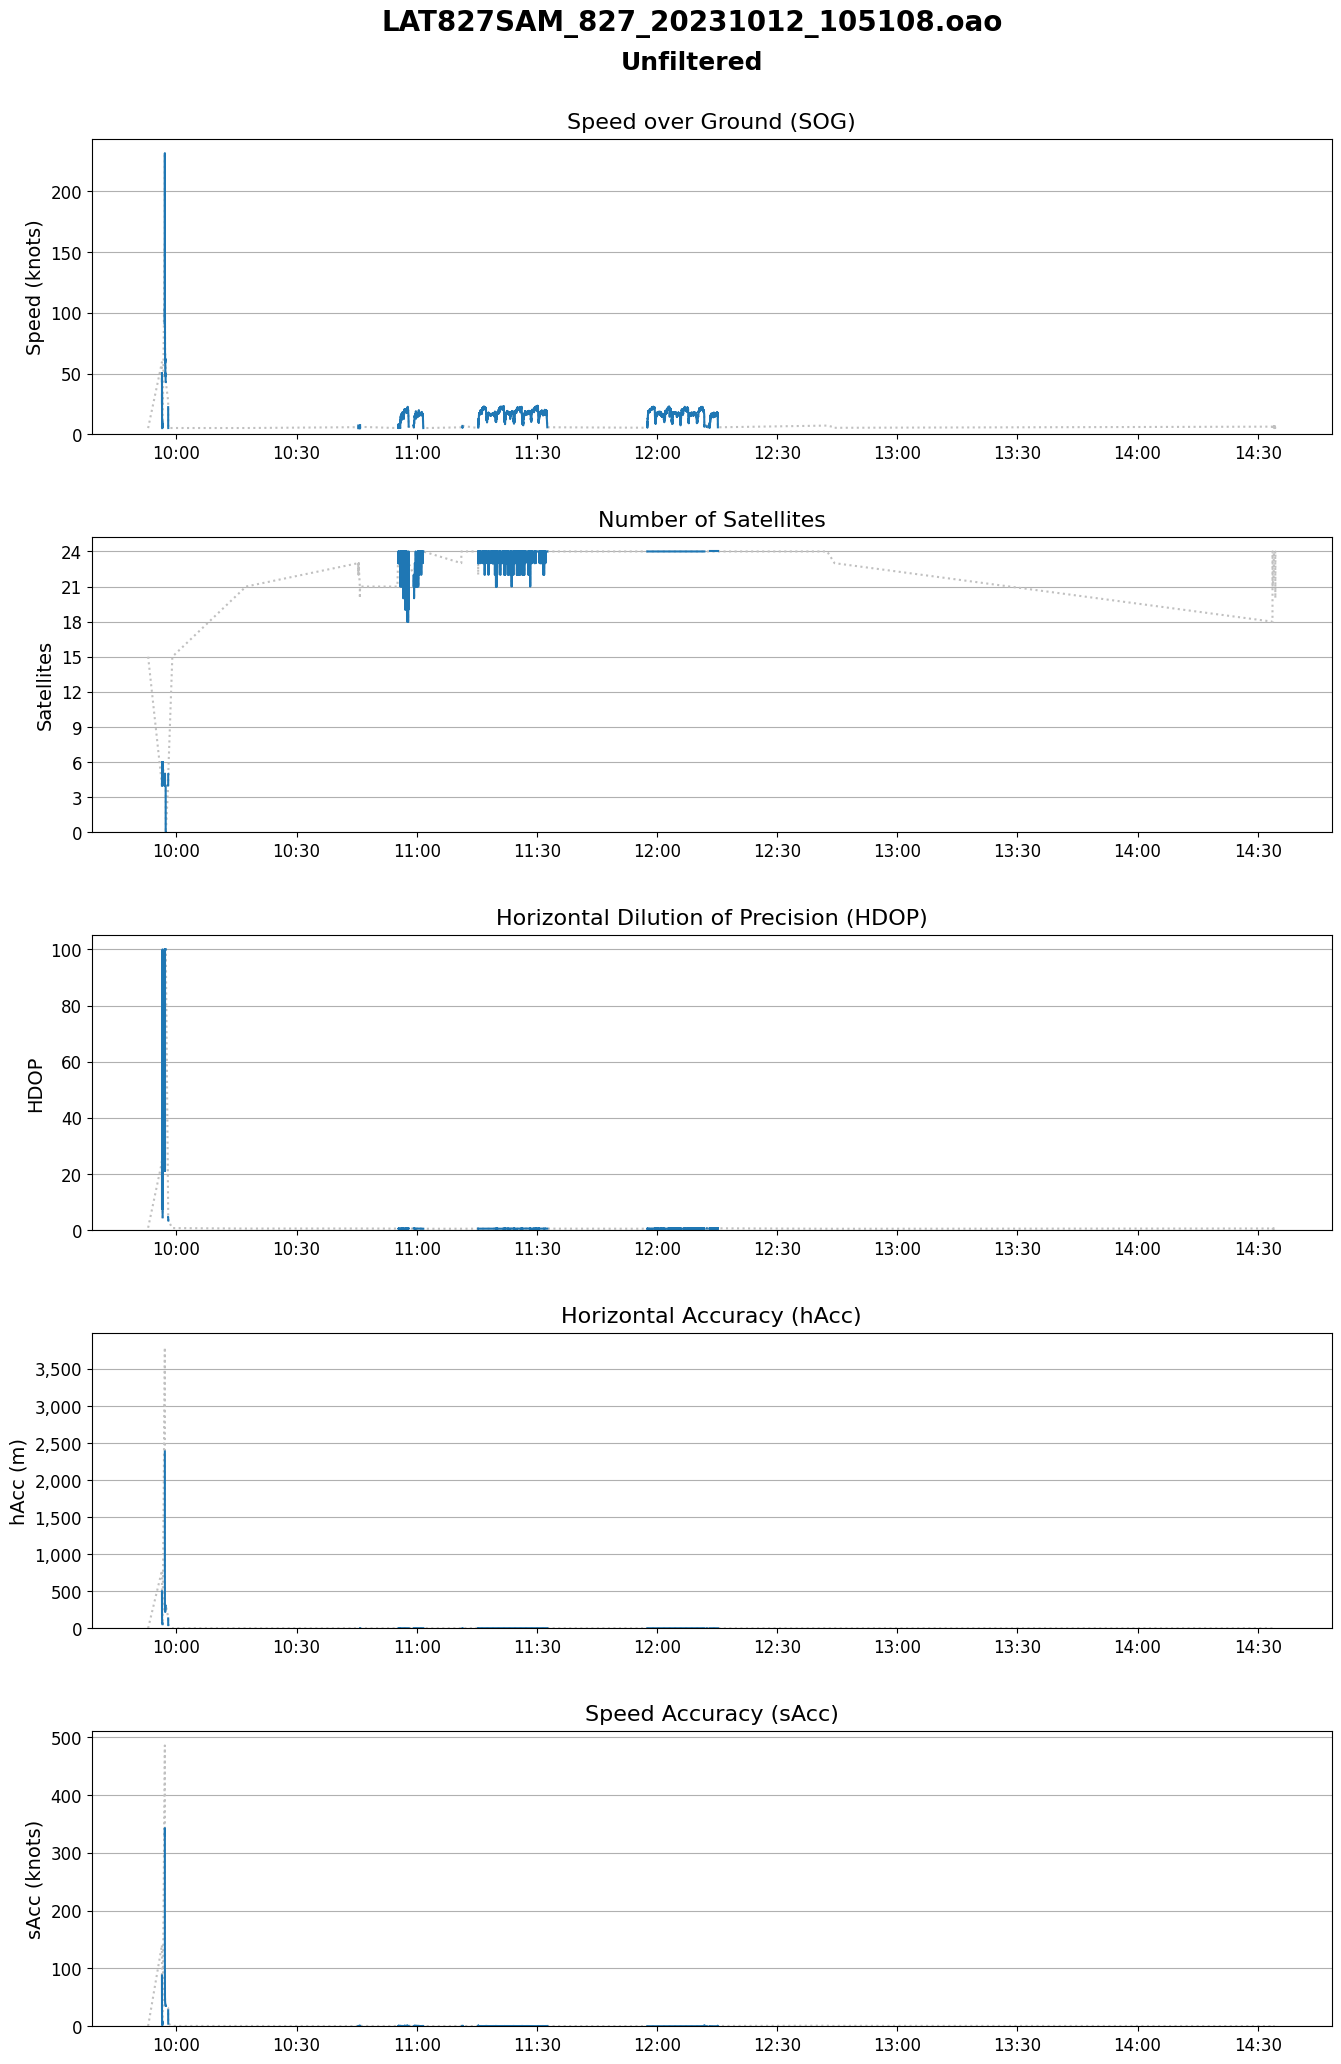 LAT827SAM_827_20231012_105108.oao
Unfiltered
Speed over Ground (SOG)
Speed (knots)
200
150
100
50
0
10:00 10:30 11:00 11:30 12:00 12:30 13:00 13:30 14:00 14:30
Number of Satellites
Satellites
24
21
18
15
12
9
6
3
0
10:00 10:30 11:00 11:30 12:00 12:30 13:00 13:30 14:00 14:30
Horizontal Dilution of Precision (HDOP)
HDOP
100
80
60
40
20
0
10:00 10:30 11:00 11:30 12:00 12:30 13:00 13:30 14:00 14:30
Horizontal Accuracy (hAcc)
hAcc (m)
3,500
3,000
2,500
2,000
1,500
1,000
500
0
10:00 10:30 11:00 11:30 12:00 12:30 13:00 13:30 14:00 14:30
Speed Accuracy (sAcc)
sAcc (knots)
500
400
300
200
100
0
10:00 10:30 11:00 11:30 12:00 12:30 13:00 13:30 14:00 14:30